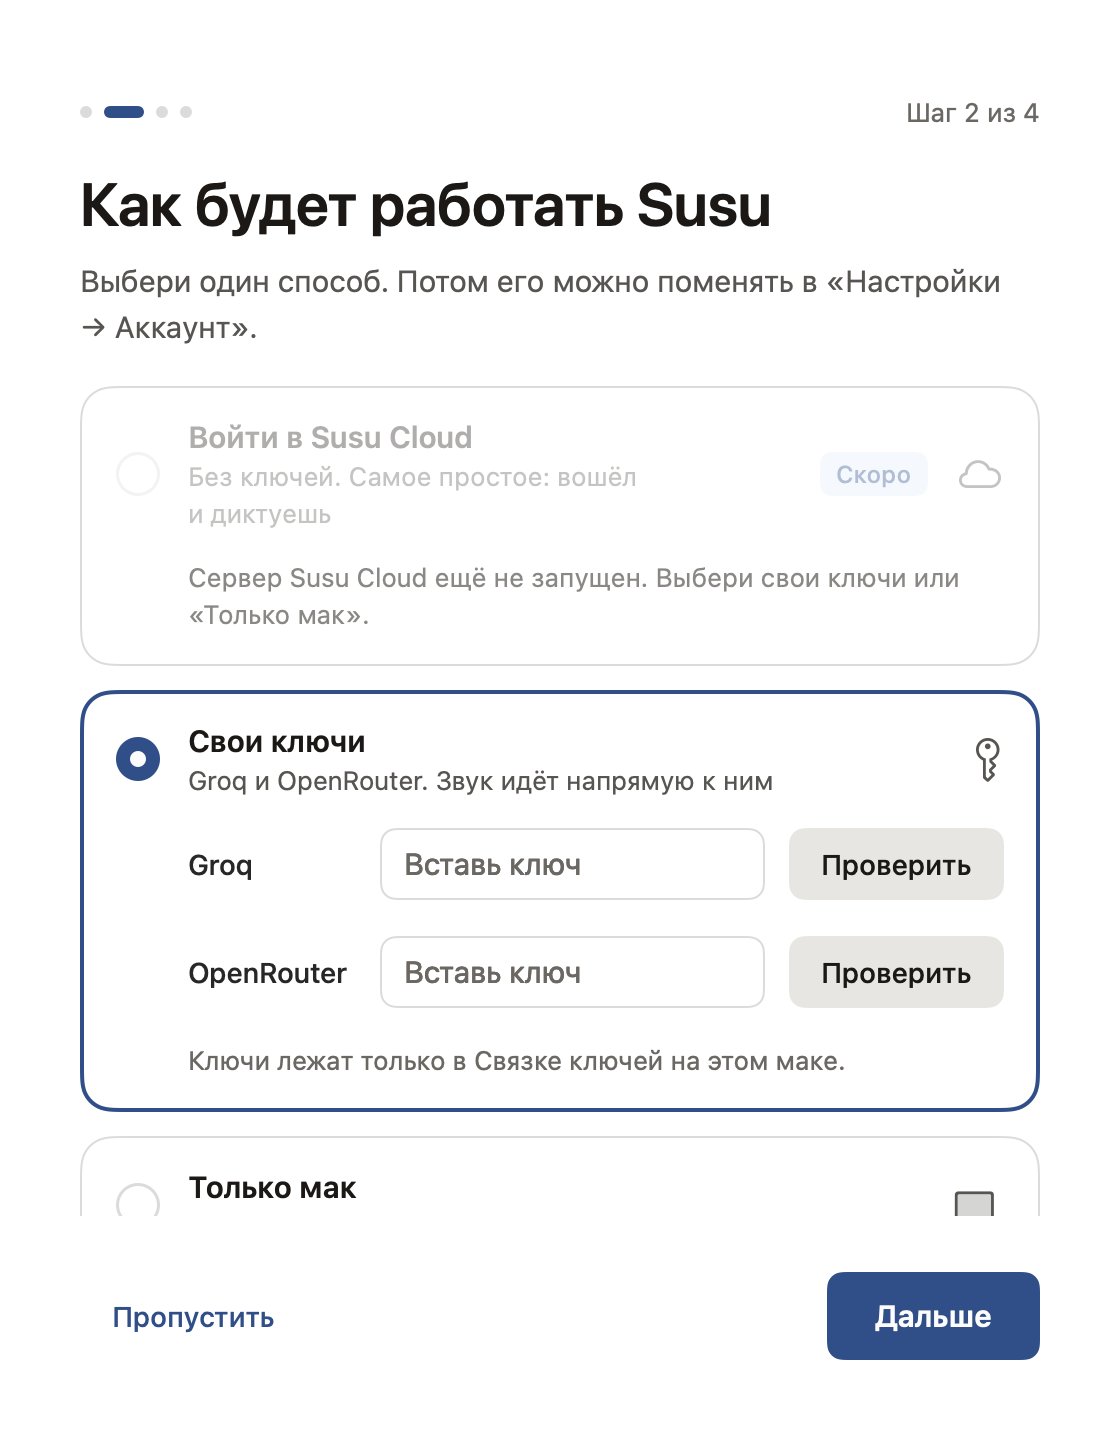 Шаг 2 из 4
Как будет работать Susu
Выбери один способ. Потом его можно поменять в «Настройки
→ Аккаунт».
Войти в Susu Cloud
Без ключей. Самое простое: вошёл
и диктуешь
Скоро
Сервер Susu Cloud ещё не запущен. Выбери свои ключи или
«Только мак».
Свои ключи
Groq и OpenRouter. Звук идёт напрямую к ним
Groq
Вставь ключ
Проверить
OpenRouter
Вставь ключ
Проверить
Ключи лежат только в Связке ключей на этом маке.
Только мак
Пропустить
Дальше